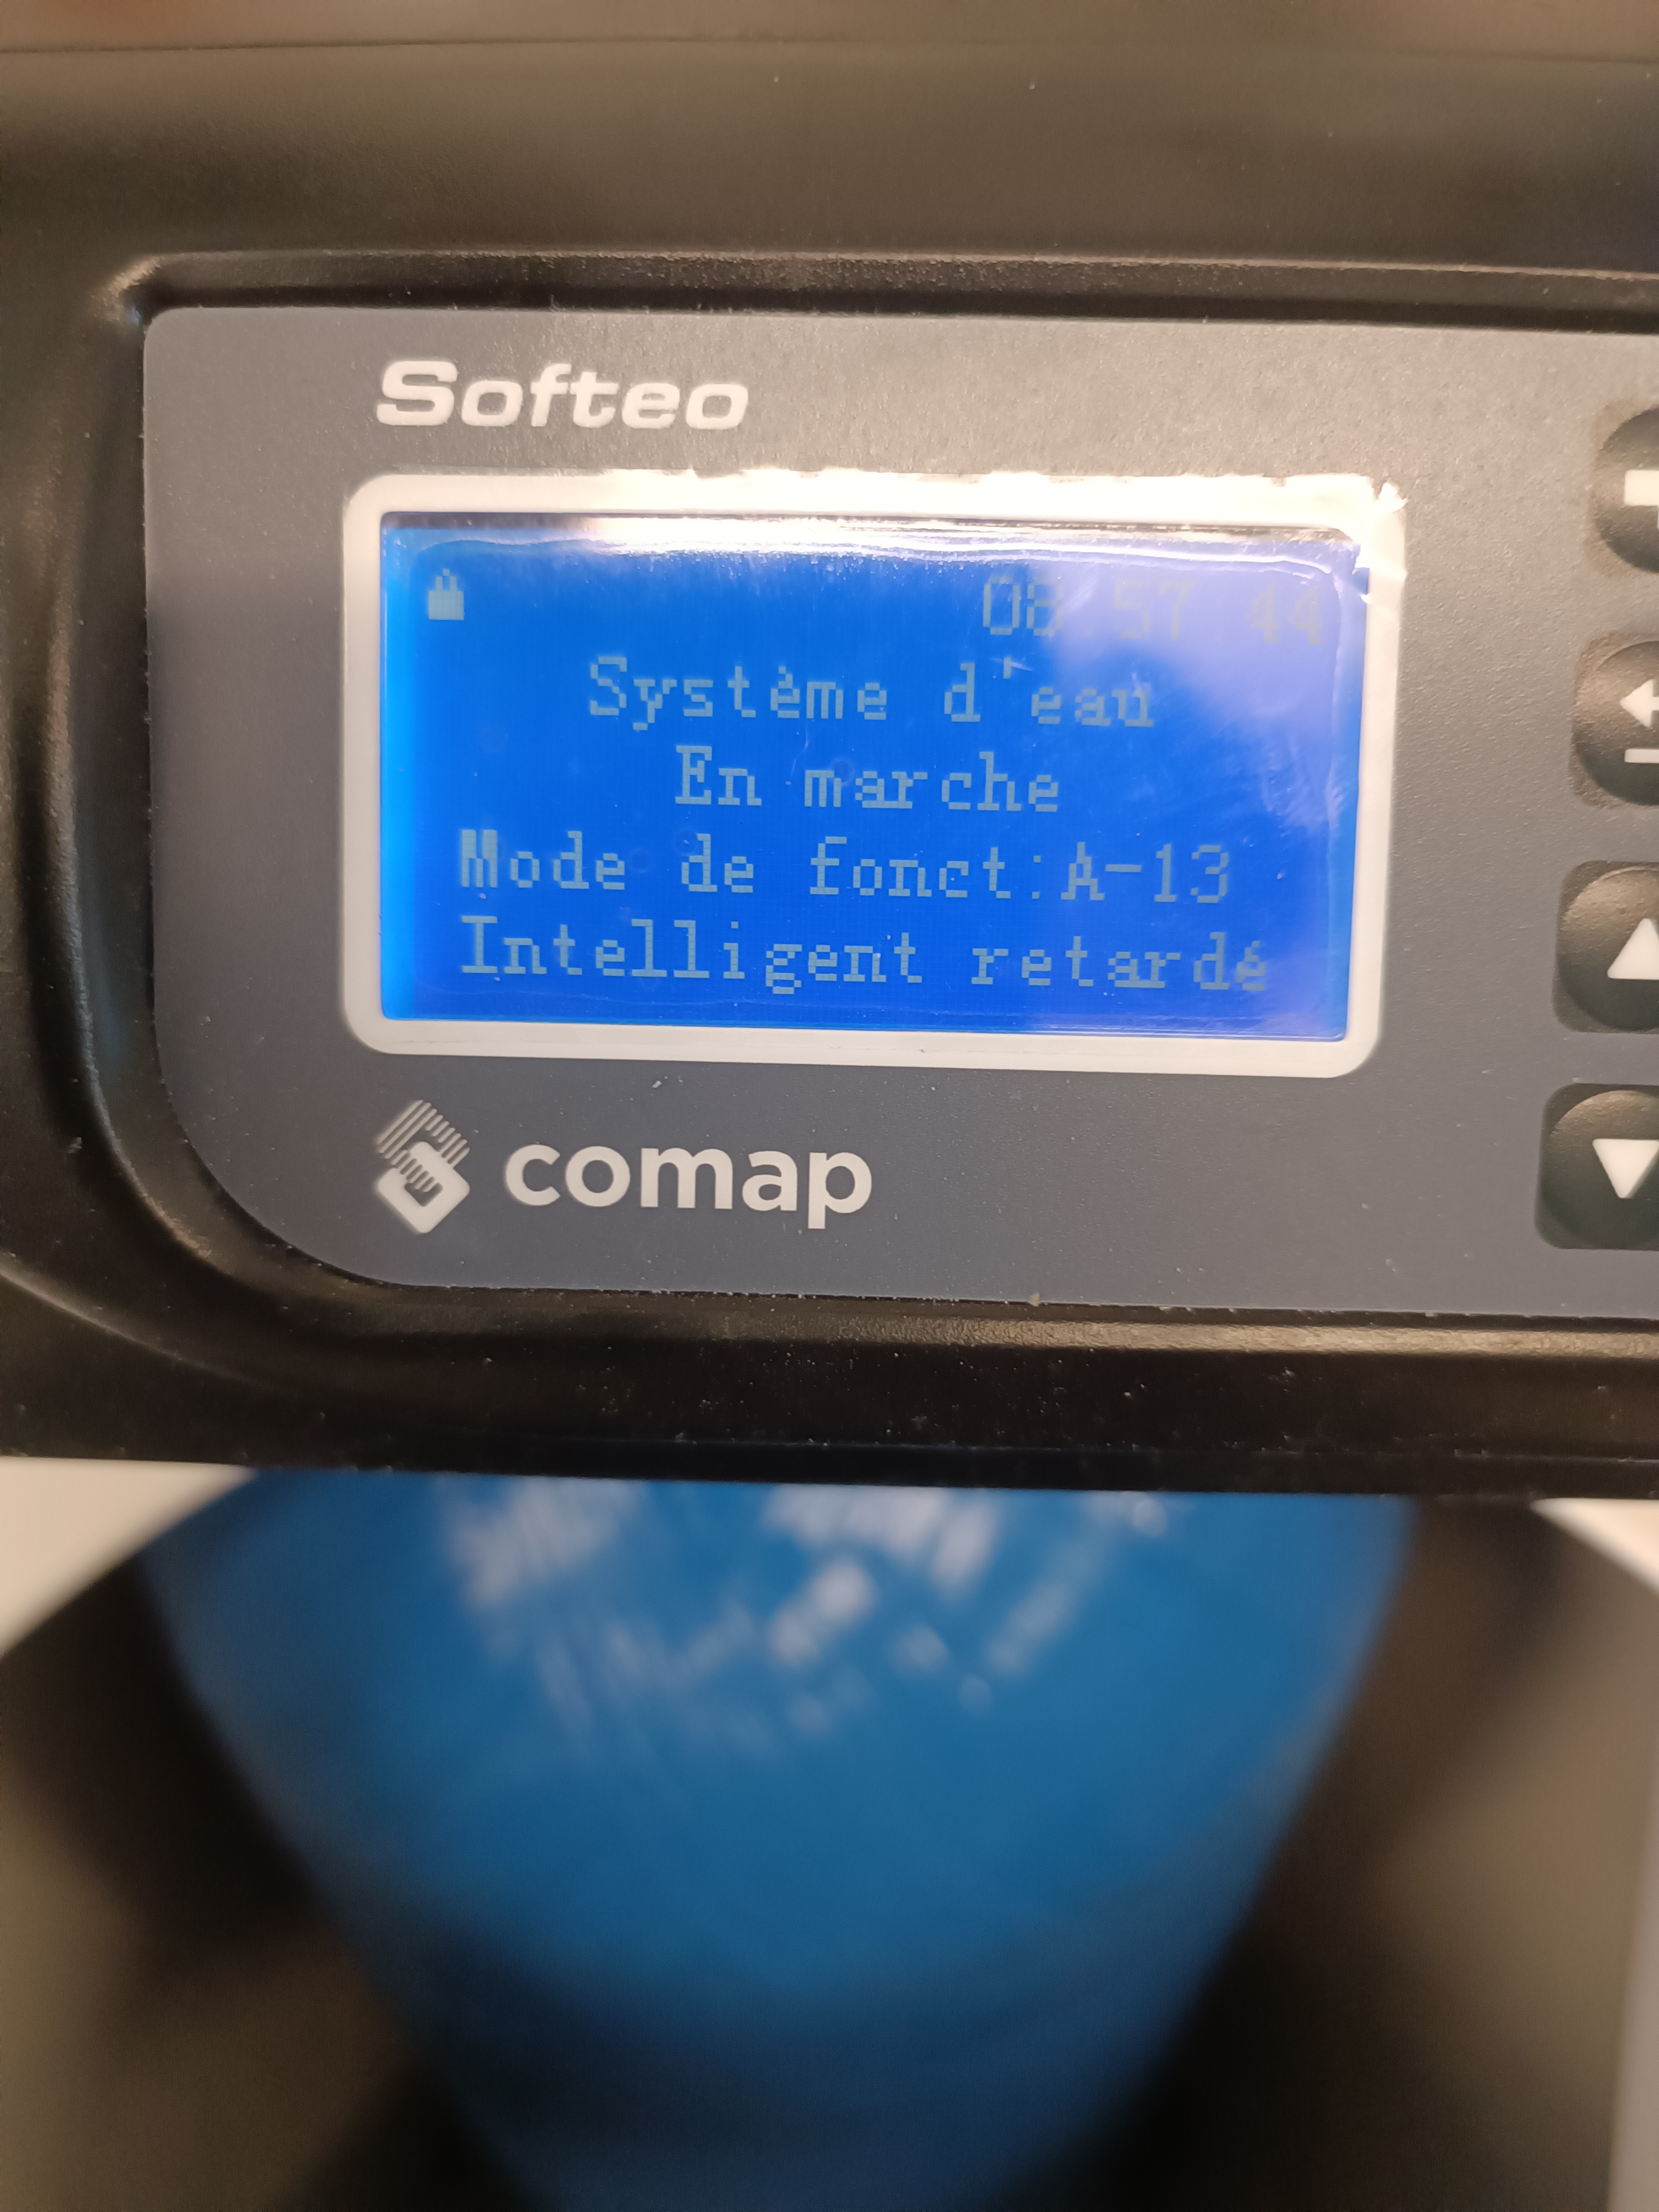 Softeo
08:57:44
Système d'eau
En marche
Mode de fonct:A-13
Intelligent retardé
comap